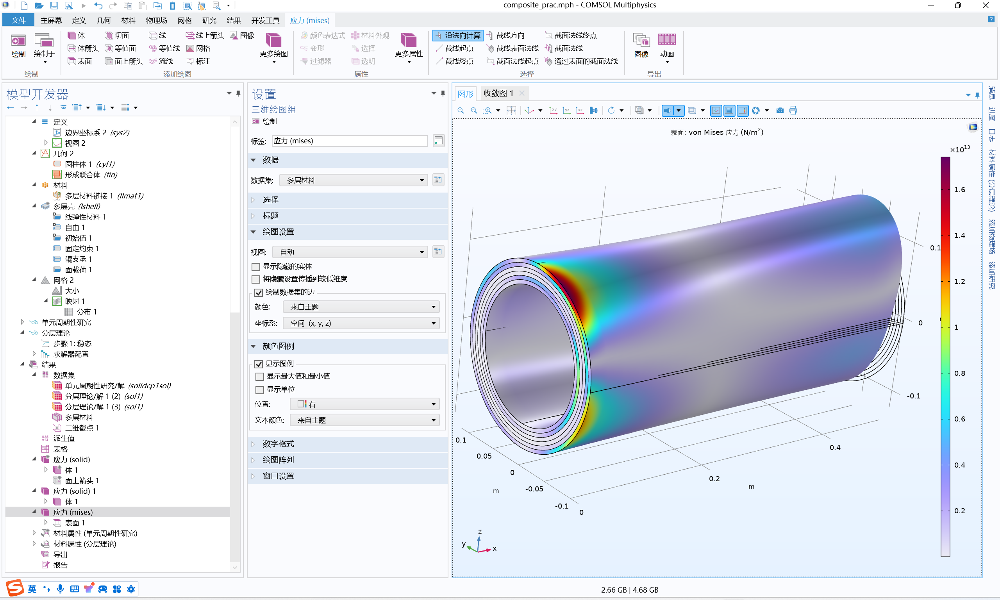 composite_prac.mph - COMSOL Multiphysics
文件 主屏幕 定义 几何 材料 物理场 网格 研究 结果 开发工具 应力 (mises)
绘制 绘制于
绘制
体 切面 线 线上箭头 图像
体箭头 等值面 等值线 网格
表面 面上箭头 流线 标注
更多绘图
添加绘图
颜色表达式 材料外观
变形 选择
过滤器 透明
更多属性
属性
沿法向计算 截线方向 截面法线终点
截线起点 截线表面法线 截面法线
截线终点 截面法线起点 通过表面的截面法线
选择
图像 动画
导出
模型开发器
定义
边界坐标系 2 (sys2)
视图 2
几何 2
圆柱体 1 (cyl1)
形成联合体 (fin)
材料
多层材料链接 1 (llmat1)
多层壳 (lshell)
线弹性材料 1
自由 1
初始值 1
固定约束 1
辊支承 1
面载荷 1
网格 2
大小
映射 1
分布 1
单元周期性研究
分层理论
步骤 1: 稳态
求解器配置
结果
数据集
单元周期性研究/解 (solidcp1sol)
分层理论/解 1 (2) (sol1)
分层理论/解 1 (3) (sol1)
多层材料
三维截点 1
派生值
表格
应力 (solid)
体 1
面上箭头 1
应力 (solid) 1
体 1
应力 (mises)
表面 1
材料属性 (单元周期性研究)
材料属性 (分层理论)
导出
报告
设置
三维绘图组
绘制
标签: 应力 (mises)
数据
数据集: 多层材料
选择
标题
绘图设置
视图: 自动
显示隐藏的实体
将隐藏设置传播到较低维度
绘制数据集的边
颜色: 来自主题
坐标系: 空间 (x, y, z)
颜色图例
显示图例
显示最大值和最小值
显示单位
位置: 右
文本颜色: 来自主题
数字格式
绘图阵列
窗口设置
图形 收敛图 1
表面: von Mises 应力 (N/m²)
×10¹³
1.6
1.4
1.2
1
0.8
0.6
0.4
0.2
0.1
0
-0.1
0.1
0.05
0
-0.05
-0.1
m
0
0.2
0.4
m
z
y
x
消息
进度
日志
材料属性 (分层理论)
添加物理场
添加研究
英
2.66 GB | 4.68 GB